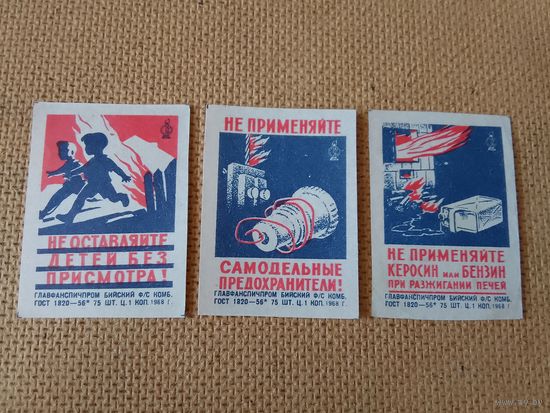 НЕ ОСТАВЛЯЙТЕ
ДЕТЕЙ БЕЗ
ПРИСМОТРА!
ГЛАВФАНСПИЧПРОМ БИЙСКИЙ Ф/С КОМБ.
ГОСТ 1820—56* 75 ШТ. Ц. 1 КОП. 1968 Г.
НЕ ПРИМЕНЯЙТЕ
САМОДЕЛЬНЫЕ
ПРЕДОХРАНИТЕЛИ!
ГЛАВФАНСПИЧПРОМ БИЙСКИЙ Ф/С КОМБ.
ГОСТ 1820—56* 75 ШТ. Ц. 1 КОП. 1968 Г.
НЕ ПРИМЕНЯЙТЕ
КЕРОСИН ИЛИ БЕНЗИН
ПРИ РАЗЖИГАНИИ ПЕЧЕЙ
ГЛАВФАНСПИЧПРОМ БИЙСКИЙ Ф/С КОМБ.
ГОСТ 1820—56* 75 ШТ. Ц. 1 КОП. 1968 Г.